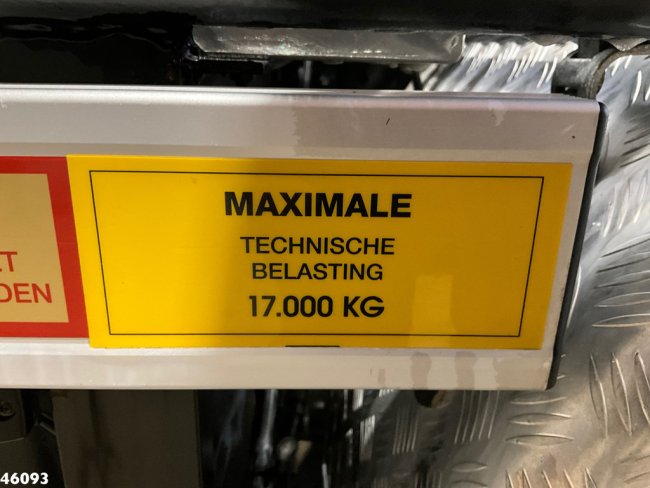 MAXIMALE
TECHNISCHE
BELASTING
17.000 KG
DEN
46093